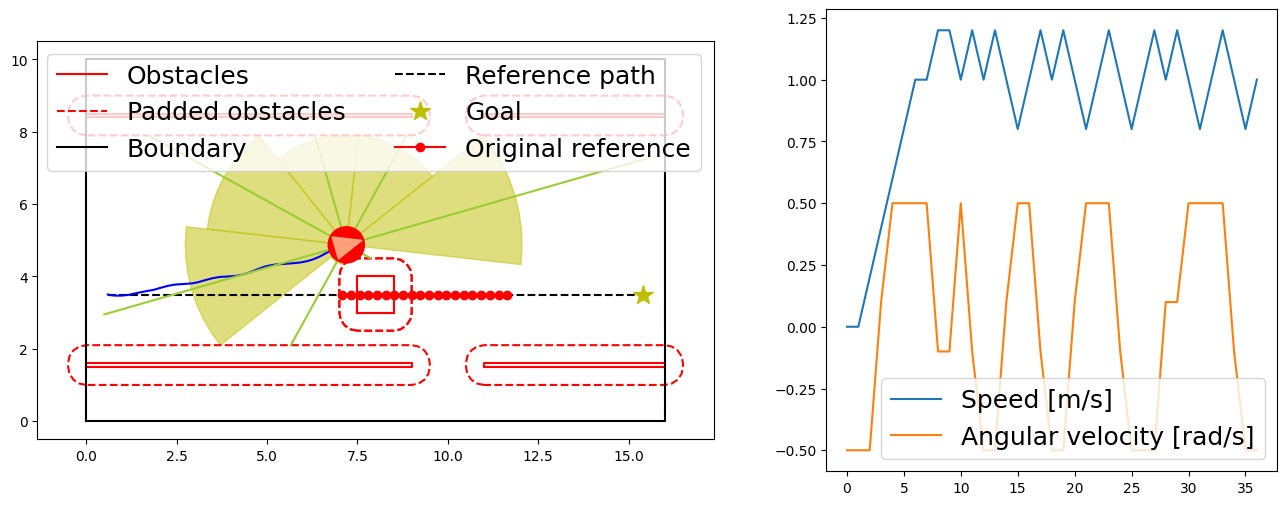 Obstacles
Padded obstacles
Boundary
Reference path
Goal
Original reference
10
8
6
4
2
0
0.0 2.5 5.0 7.5 10.0 12.5 15.0
1.25
1.00
0.75
0.50
0.25
0.00
−0.25
−0.50
Speed [m/s]
Angular velocity [rad/s]
0 5 10 15 20 25 30 35